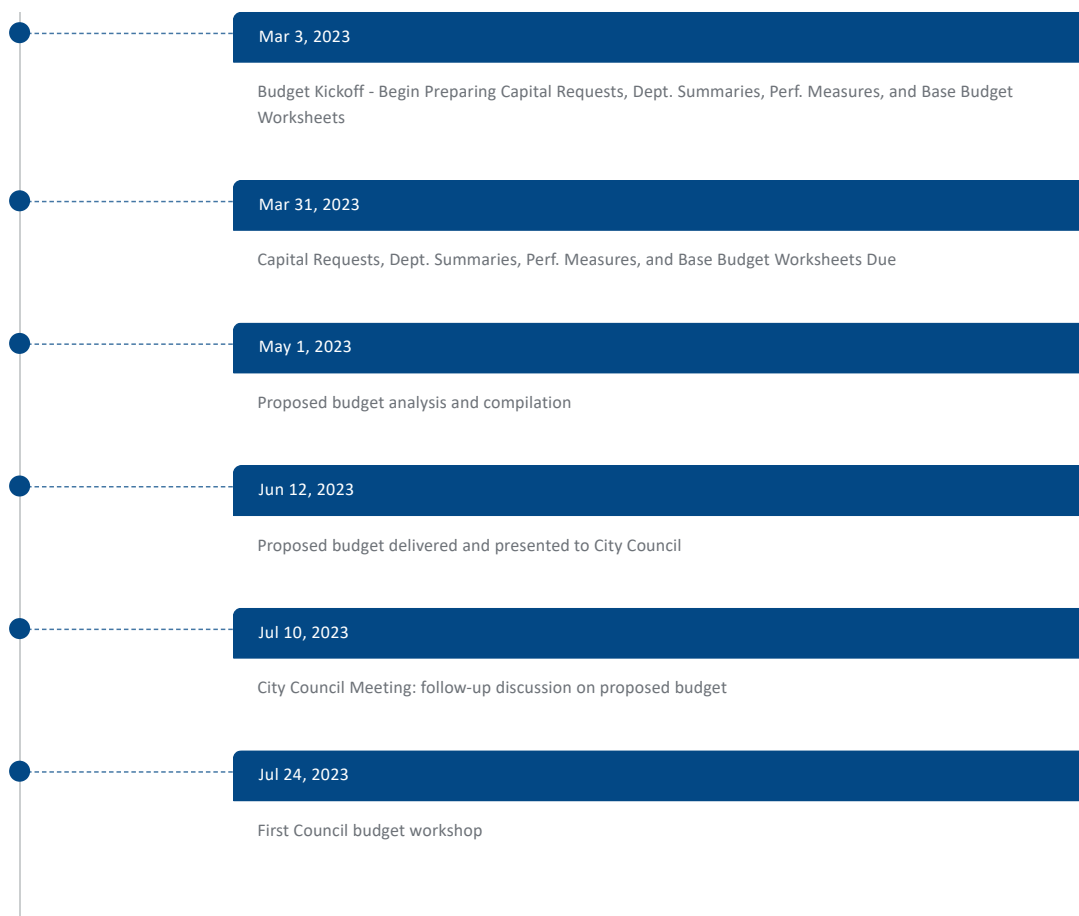 Mar 3, 2023
Budget Kickoff - Begin Preparing Capital Requests, Dept. Summaries, Perf. Measures, and Base Budget
Worksheets
Mar 31, 2023
Capital Requests, Dept. Summaries, Perf. Measures, and Base Budget Worksheets Due
May 1, 2023
Proposed budget analysis and compilation
Jun 12, 2023
Proposed budget delivered and presented to City Council
Jul 10, 2023
City Council Meeting: follow-up discussion on proposed budget
Jul 24, 2023
First Council budget workshop